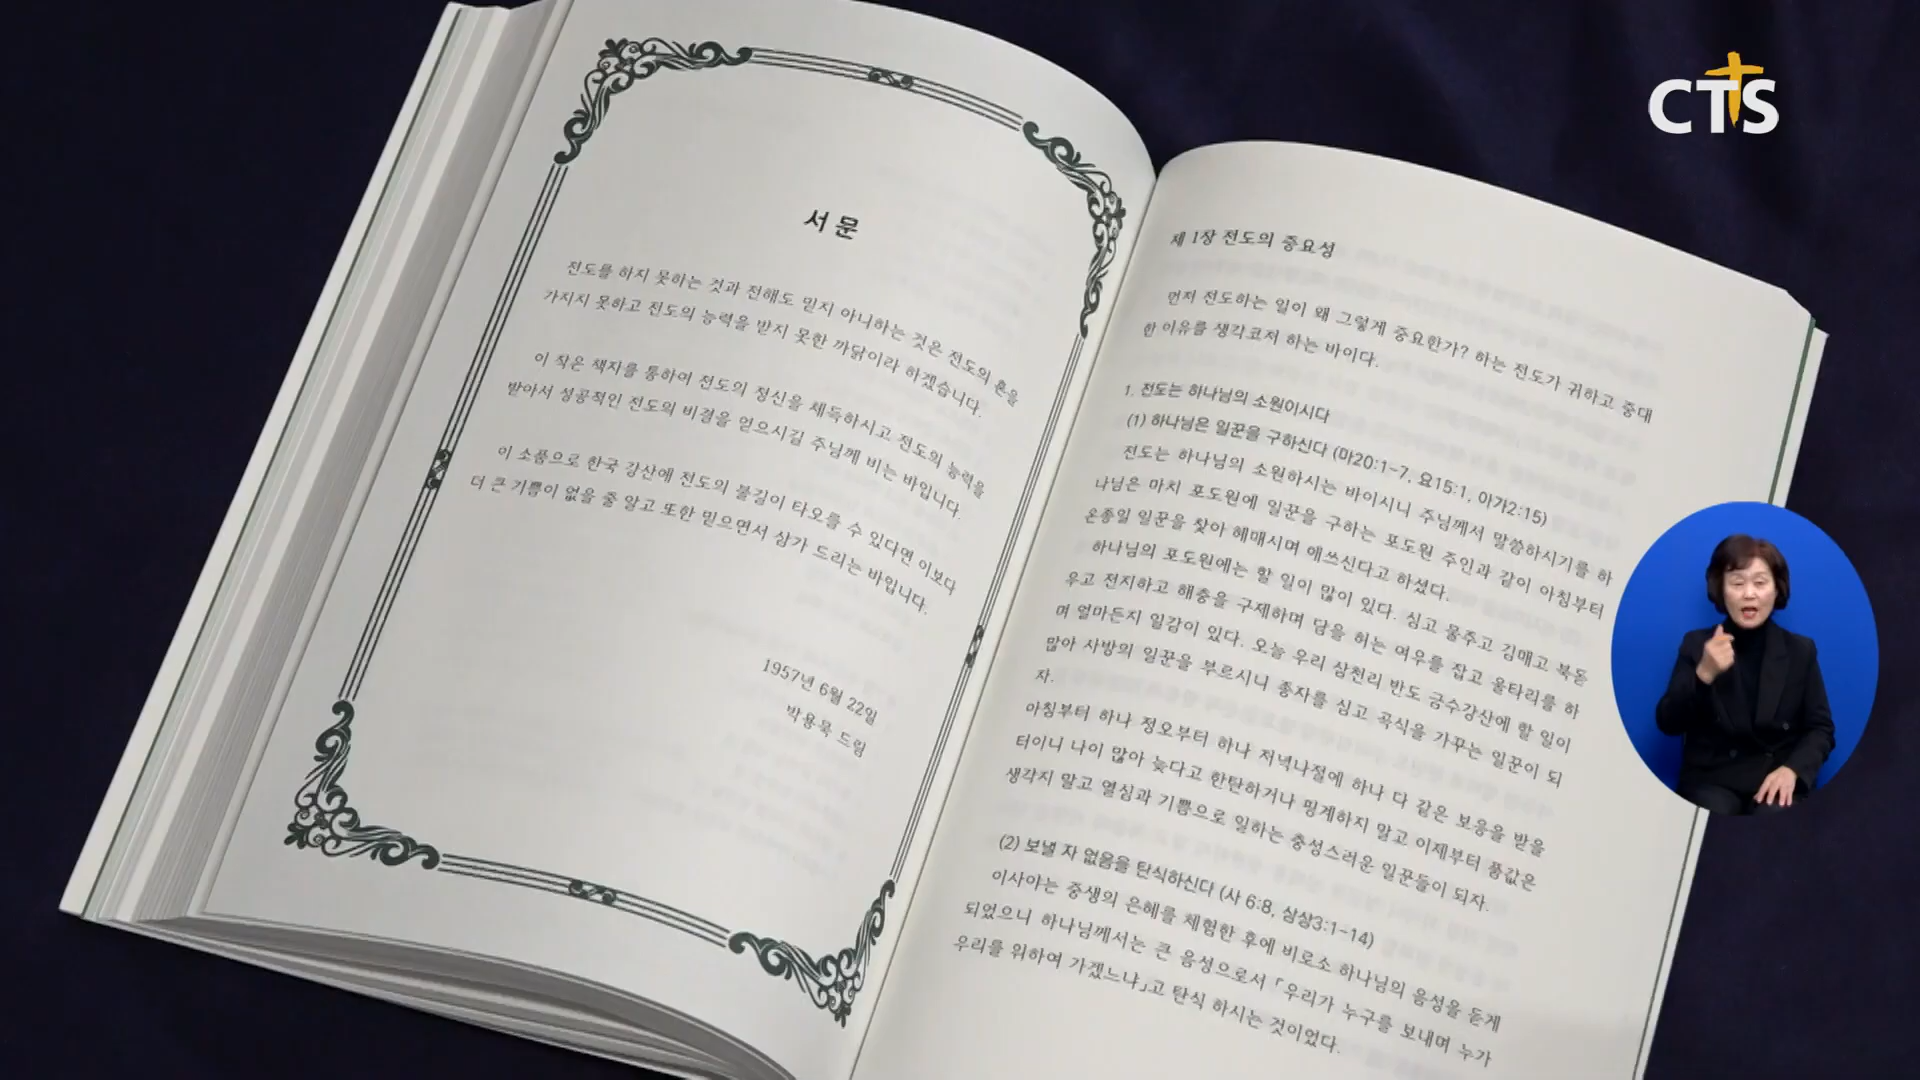 서 문
전도를 하지 못하는 것과 전해도 믿지 아니하는 것은 전도의 혼을
가지지 못하고 전도의 능력을 받지 못한 까닭이라 하겠습니다.
이 작은 책자를 통하여 전도의 정신을 체득하시고 전도의 능력을
받아서 성공적인 전도의 비결을 얻으시길 주님께 비는 바입니다.
이 소품으로 한국 강산에 전도의 불길이 타오를 수 있다면 이보다
더 큰 기쁨이 없을 줄 알고 또한 믿으면서 삼가 드리는 바입니다.
1957년 6월 22일
박용묵 드림
제 1장 전도의 중요성
먼저 전도하는 일이 왜 그렇게 중요한가? 하는 전도가 귀하고 중대
한 이유를 생각코저 하는 바이다.
1. 전도는 하나님의 소원이시다
(1) 하나님은 일꾼을 구하신다 (마20:1-7, 요15:1, 아가2:15)
전도는 하나님의 소원하시는 바이시니 주님께서 말씀하시기를 하
나님은 마치 포도원에 일꾼을 구하는 포도원 주인과 같이 아침부터
온종일 일꾼을 찾아 헤매시며 애쓰신다고 하셨다.
하나님의 포도원에는 할 일이 많이 있다. 심고 물주고 김매고 북돋
우고 전지하고 해충을 구제하며 담을 허는 여우를 잡고 울타리를 하
며 얼마든지 일감이 있다. 오늘 우리 삼천리 반도 금수강산에 할 일이
많아 사방의 일꾼을 부르시니 종자를 심고 곡식을 가꾸는 일꾼이 되
자.
아침부터 하나 정오부터 하나 저녁나절에 하나 다 같은 보응을 받을
터이니 나이 많아 늦다고 한탄하거나 핑계하지 말고 이제부터 품값은
생각지 말고 열심과 기쁨으로 일하는 충성스러운 일꾼들이 되자.
(2) 보낼 자 없음을 탄식하신다 (사 6:8, 삼상3:1-14)
이사야는 중생의 은혜를 체험한 후에 비로소 하나님의 음성을 듣게
되었으니 하나님께서는 큰 음성으로서 「우리가 누구를 보내며 누가
우리를 위하여 가겠느냐」고 탄식 하시는 것이었다.
CTS